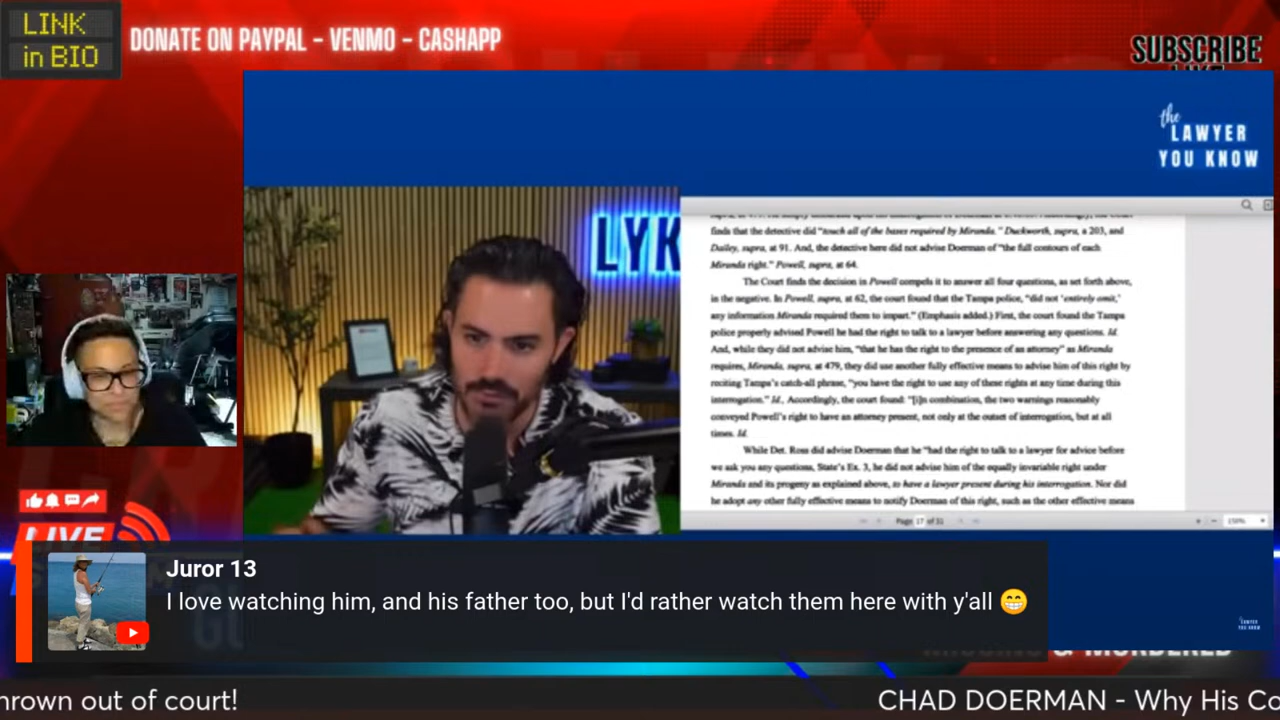 LINK
in BIO
DONATE ON PAYPAL - VENMO - CASHAPP
SUBSCRIBE
the
LAWYER
YOU KNOW
LYK
finds that the detective did "touch all of the bases required by Miranda." Duckworth, supra, a 203, and
Dailey, supra, at 91. And, the detective here did not advise Doerman of "the full contours of each
Miranda right." Powell, supra, at 64.
The Court finds the decision in Powell compels it to answer all four questions, as set forth above,
in the negative. In Powell, supra, at 62, the court found that the Tampa police, "did not 'entirely omit,'
any information Miranda required them to impart." (Emphasis added.) First, the court found the Tampa
police properly advised Powell he had the right to talk to a lawyer before answering any questions. Id.
And, while they did not advise him, "that he has the right to the presence of an attorney" as Miranda
requires, Miranda, supra, at 479, they did use another fully effective means to advise him of this right by
reciting Tampa's catch-all phrase, "you have the right to use any of these rights at any time during this
interrogation." Id., Accordingly, the court found: "[i]n combination, the two warnings reasonably
conveyed Powell's right to have an attorney present, not only at the outset of interrogation, but at all
times. Id.
While Det. Ross did advise Doerman that he "had the right to talk to a lawyer for advice before
we ask you any questions, State's Ex. 3, he did not advise him of the equally invariable right under
Miranda and its progeny as explained above, to have a lawyer present during his interrogation. Nor did
he adopt any other fully effective means to notify Doerman of this right, such as the other effective means
Page 17 of 31
150%
LIVE
Juror 13
I love watching him, and his father too, but I'd rather watch them here with y'all 😁
& MURDERED
hrown out of court!
CHAD DOERMAN - Why His Co